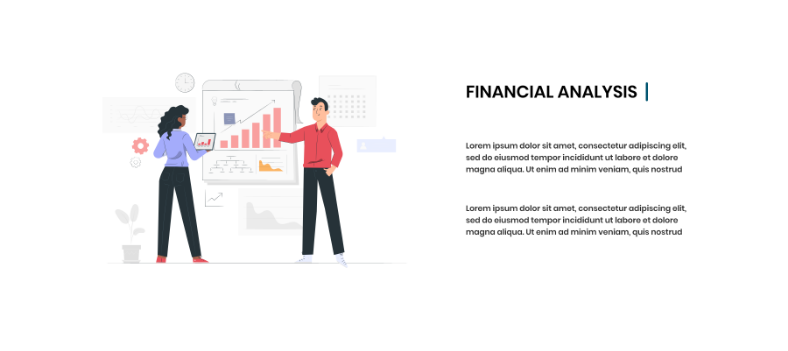 FINANCIAL ANALYSIS
Lorem ipsum dolor sit amet, consectetur adipiscing elit,
sed do eiusmod tempor incididunt ut labore et dolore
magna aliqua. Ut enim ad minim veniam, quis nostrud
Lorem ipsum dolor sit amet, consectetur adipiscing elit,
sed do eiusmod tempor incididunt ut labore et dolore
magna aliqua. Ut enim ad minim veniam, quis nostrud